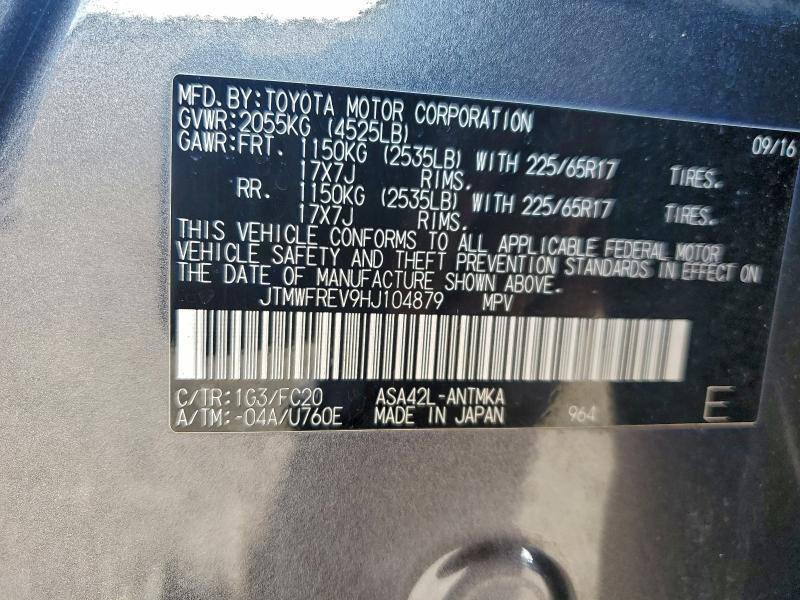 MFD. BY: TOYOTA MOTOR CORPORATION 09/16
GVWR: 2055KG (4525LB)
GAWR: FRT. 1150KG (2535LB) WITH 225/65R17 TIRES.
17X7J RIMS.
RR. 1150KG (2535LB) WITH 225/65R17 TIRES.
17X7J RIMS.
THIS VEHICLE CONFORMS TO ALL APPLICABLE FEDERAL MOTOR
VEHICLE SAFETY AND THEFT PREVENTION STANDARDS IN EFFECT ON
THE DATE OF MANUFACTURE SHOWN ABOVE.
JTMWFREV9HJ104879 MPV
C/TR: 1G3/FC20 ASA42L-ANTMKA
A/TM: -04A/U760E MADE IN JAPAN 964 E